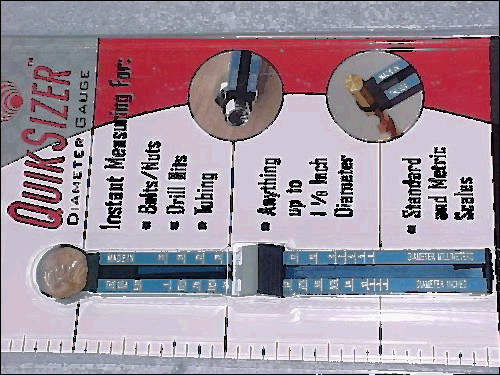 QUIKSIZER™
DIAMETER GAUGE
Instant Measuring For:
Bolts/Nuts
Drill Bits
Tubing
Anything
up to
1 ⅛ Inch
Diameter
Standard
and Metric
Scales
MADE IN
DIAMETER MILLIMETERS
DIAMETER INCHES